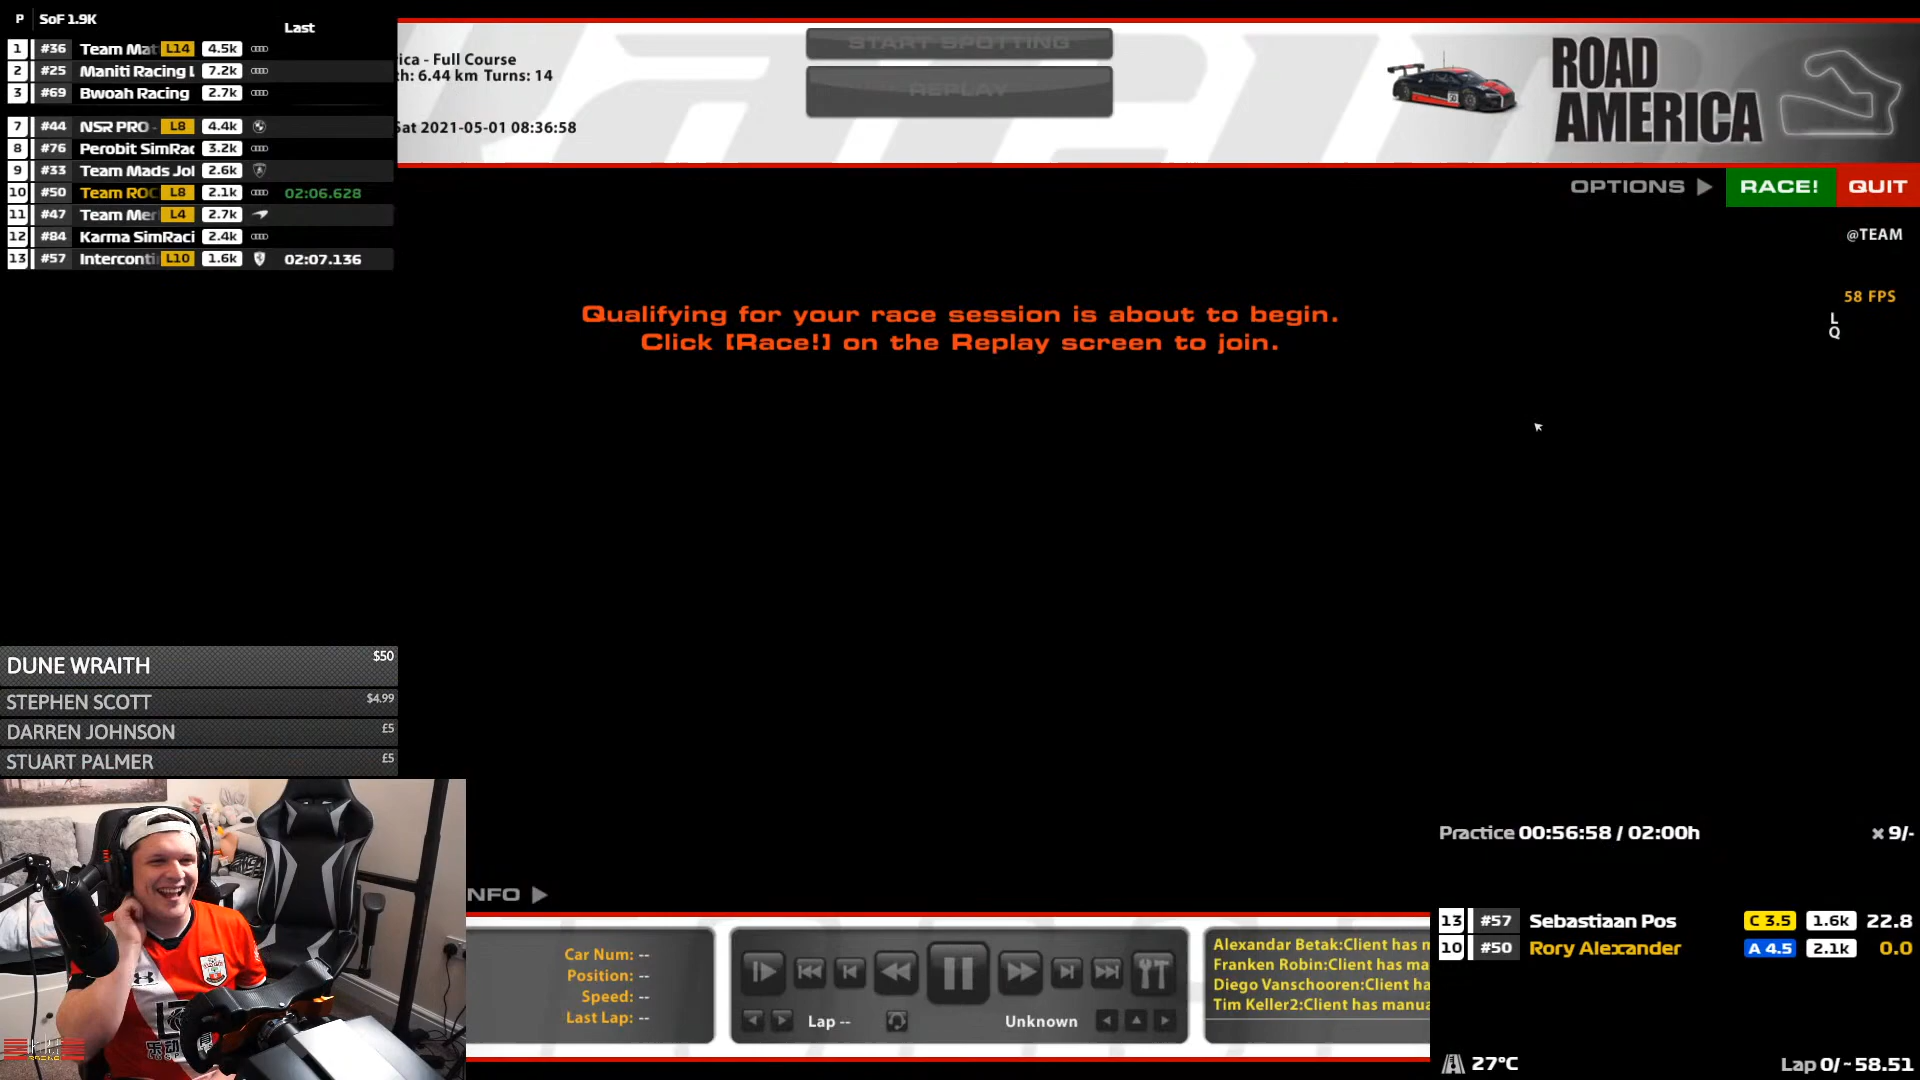 P SoF 1.9K Last
1 #36 Team Mat L14 4.5k
2 #25 Maniti Racing L 7.2k
3 #69 Bwoah Racing 2.7k
7 #44 NSR PRO - L8 4.4k
8 #76 Perobit SimRac 3.2k
9 #33 Team Mads Jol 2.6k
10 #50 Team ROC L8 2.1k 02:06.628
11 #47 Team Mer L4 2.7k
12 #84 Karma SimRaci 2.4k
13 #57 Interconti L10 1.6k 02:07.136
rica - Full Course
th: 6.44 km Turns: 14
Sat 2021-05-01 08:36:58
START SPOTTING
REPLAY
ROAD
AMERICA
OPTIONS RACE! QUIT
@TEAM
58 FPS
L
Q
Qualifying for your race session is about to begin.
Click [Race!] on the Replay screen to join.
DUNE WRAITH $50
STEPHEN SCOTT $4.99
DARREN JOHNSON £5
STUART PALMER £5
NFO
Car Num: --
Position: --
Speed: --
Last Lap: --
Lap -- Unknown
Alexandar Betak:Client has m
Franken Robin:Client has ma
Diego Vanschooren:Client ha
Tim Keller2:Client has manua
Practice 00:56:58 / 02:00h × 9/-
13 #57 Sebastiaan Pos C 3.5 1.6k 22.8
10 #50 Rory Alexander A 4.5 2.1k 0.0
27°C Lap 0/~58.51